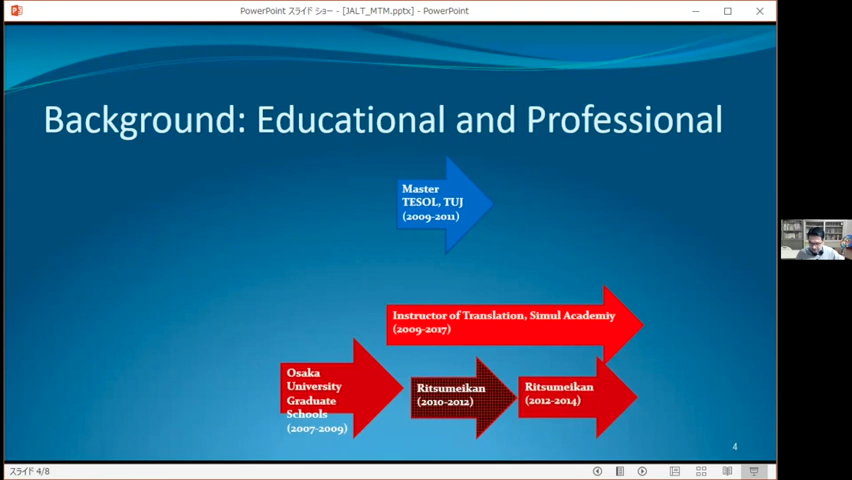 PowerPoint スライド ショー - [JALT_MTM.pptx] - PowerPoint
Background: Educational and Professional
Master
TESOL, TUJ
(2009-2011)
Instructor of Translation, Simul Academiy
(2009-2017)
Osaka
University
Graduate
Schools
(2007-2009)
Ritsumeikan
(2010-2012)
Ritsumeikan
(2012-2014)
4
スライド 4/8